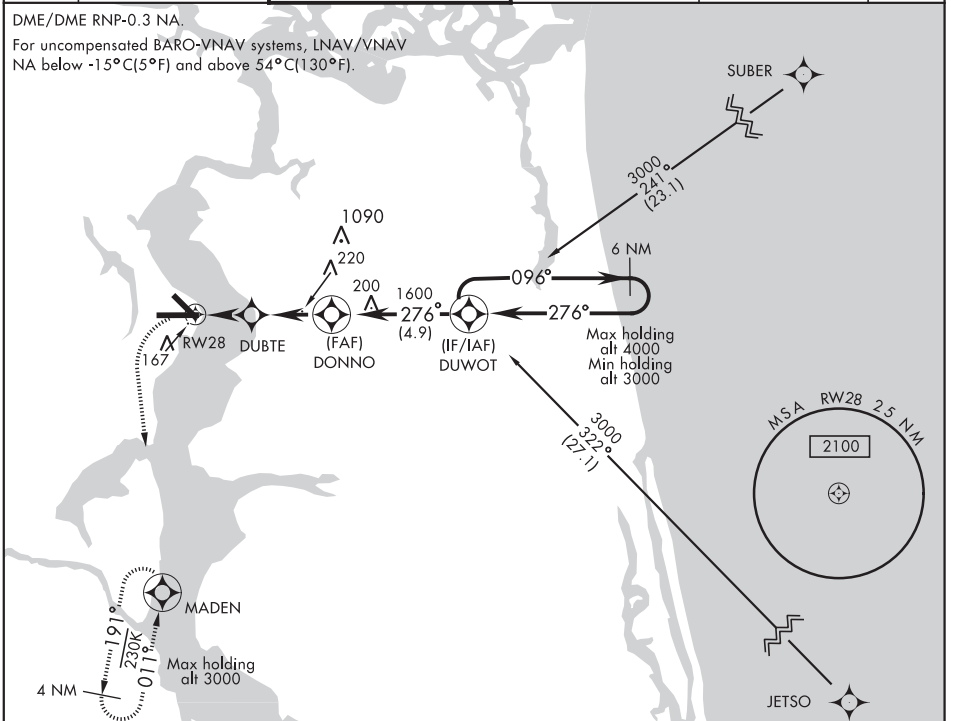 DME/DME RNP-0.3 NA.
For uncompensated BARO-VNAV systems, LNAV/VNAV
NA below -15°C(5°F) and above 54°C(130°F).
SUBER
3000
241°
(23.1)
1090
220
200
1600
276°
(4.9)
6 NM
096°
276°
Max holding
alt 4000
Min holding
alt 3000
RW28
167
DUBTE
(FAF)
DONNO
(IF/IAF)
DUWOT
3000
322°
(27.1)
MSA RW28 25 NM
2100
MADEN
191°
230K
011°
Max holding
alt 3000
4 NM
JETSO